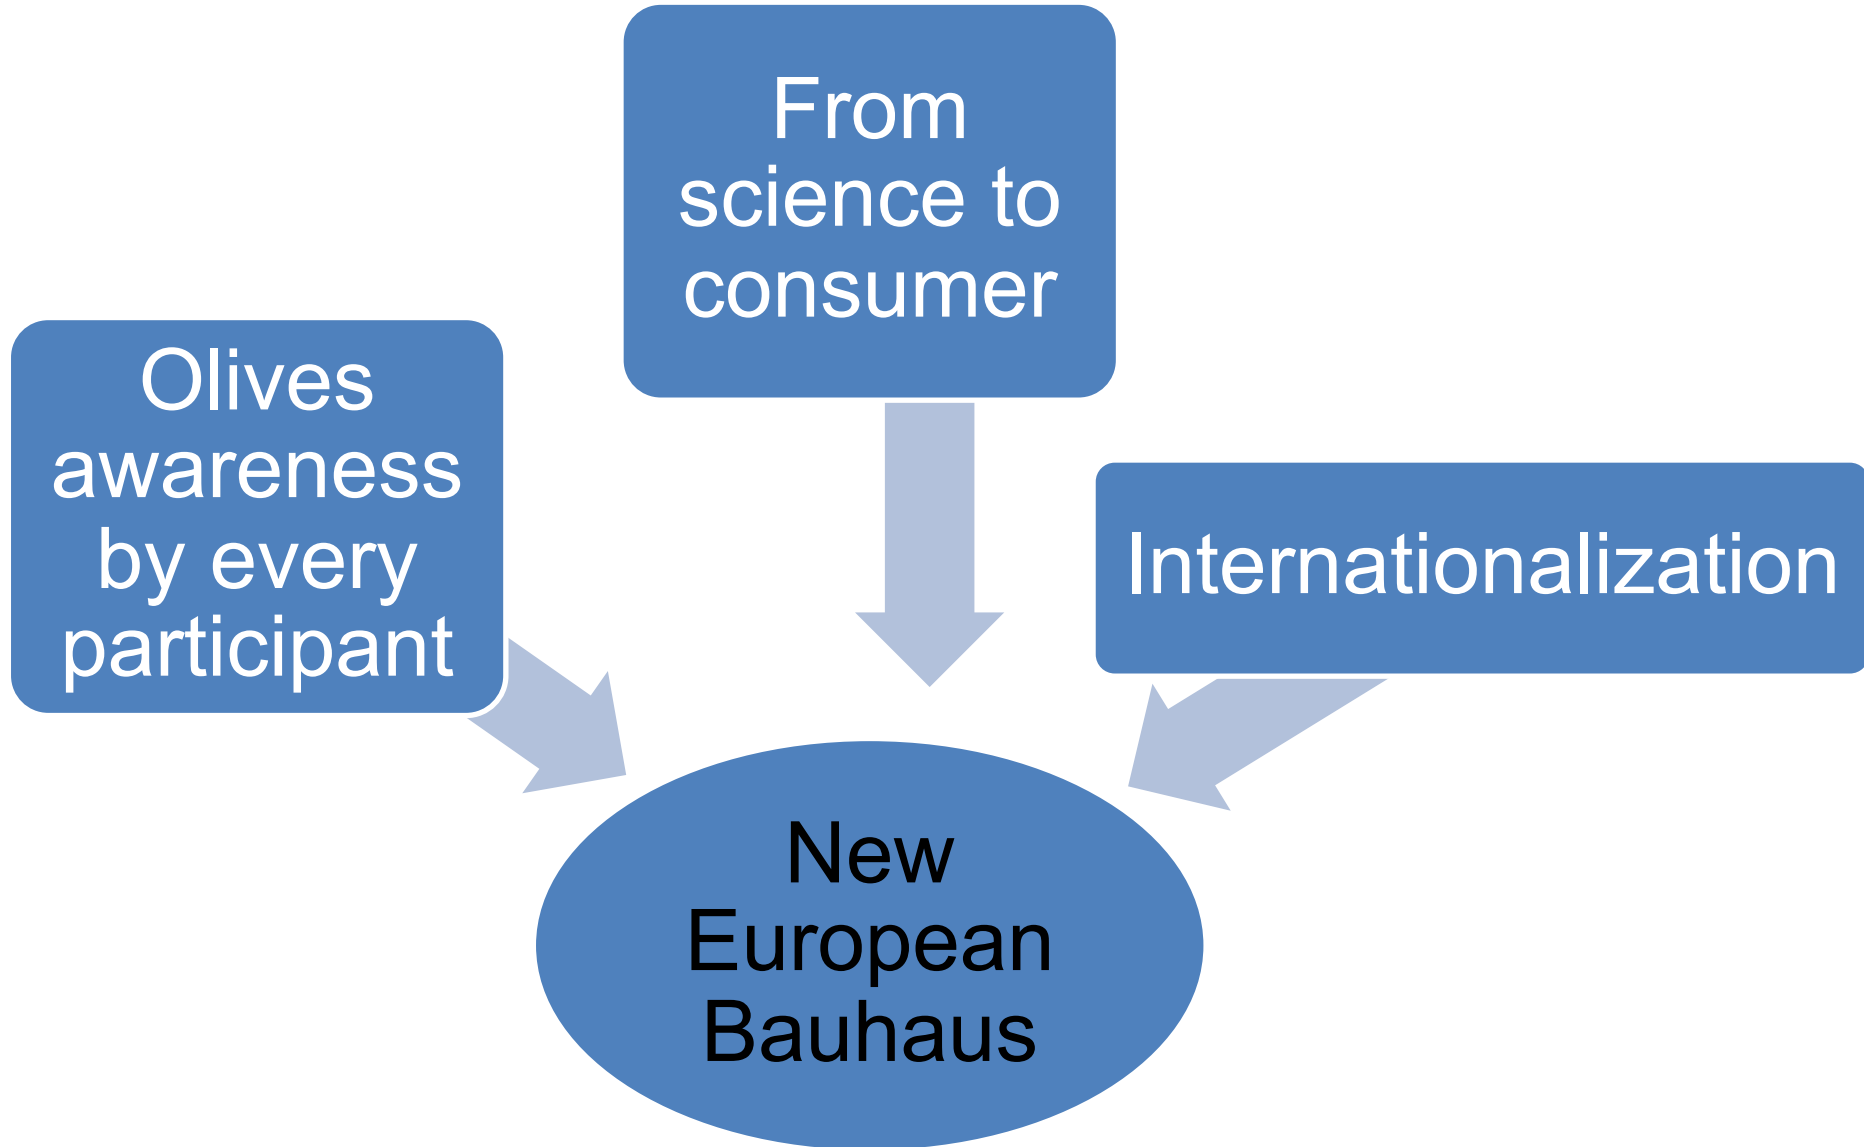 From
science to
consumer
Olives
awareness
by every
participant
Internationalization
New
European
Bauhaus